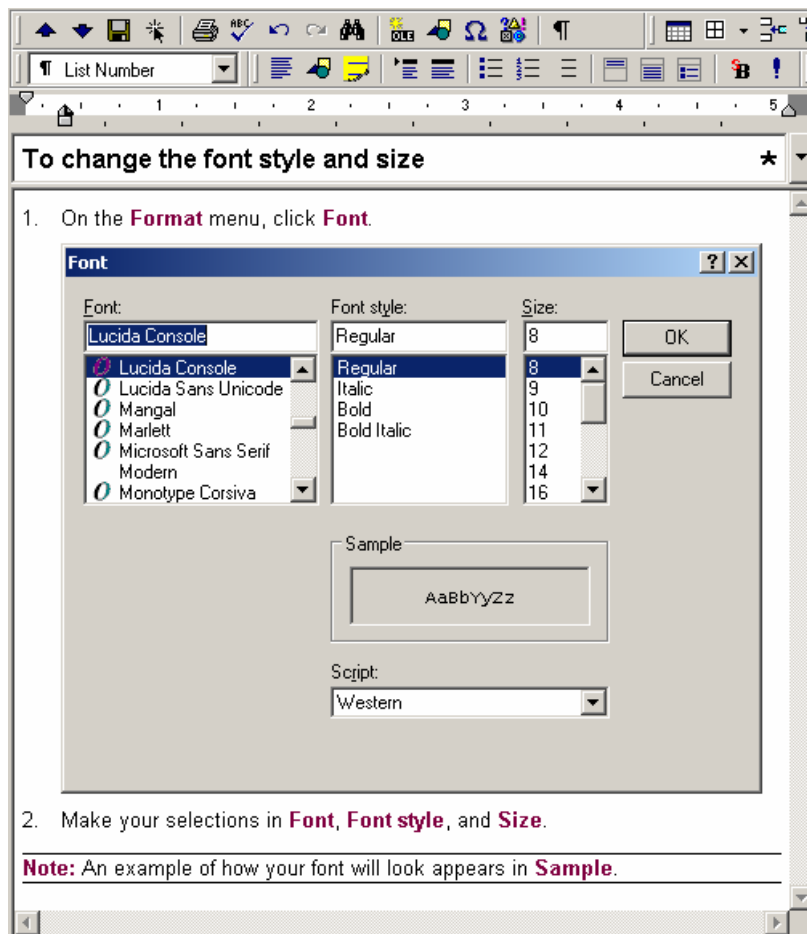 ABC
OLE
¶
¶ List Number
B !
1 2 3 4 5
To change the font style and size *
1. On the Format menu, click Font.
Font ? X
Font: Font style: Size:
Lucida Console Regular 8 OK
Lucida Console Regular 8
Lucida Sans Unicode Italic 9 Cancel
Mangal Bold 10
Marlett Bold Italic 11
Microsoft Sans Serif 12
Modern 14
Monotype Corsiva 16
Sample
AaBbYyZz
Script:
Western
2. Make your selections in Font, Font style, and Size.
Note: An example of how your font will look appears in Sample.